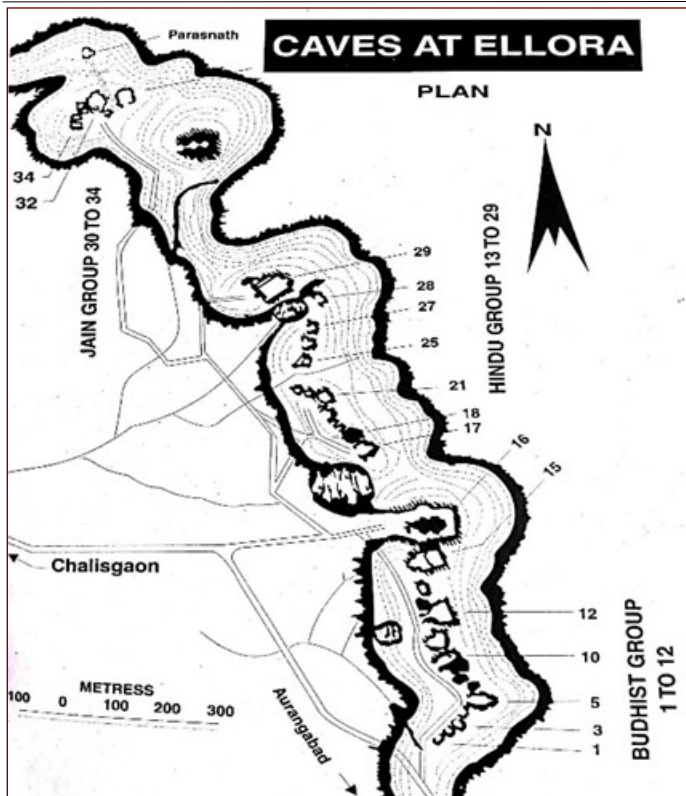 CAVES AT ELLORA
PLAN
Parasnath
N
34
32
JAIN GROUP 30 TO 34
HINDU GROUP 13 TO 29
29
28
27
25
21
18
17
16
15
Chalisgaon
12
10
BUDHIST GROUP
1 TO 12
5
3
1
METRESS
100 0 100 200 300
Aurangabad